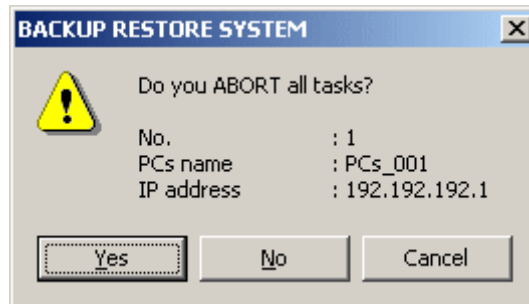 BACKUP RESTORE SYSTEM
Do you ABORT all tasks?
No. : 1
PCs name : PCs_001
IP address : 192.192.192.1
Yes No Cancel